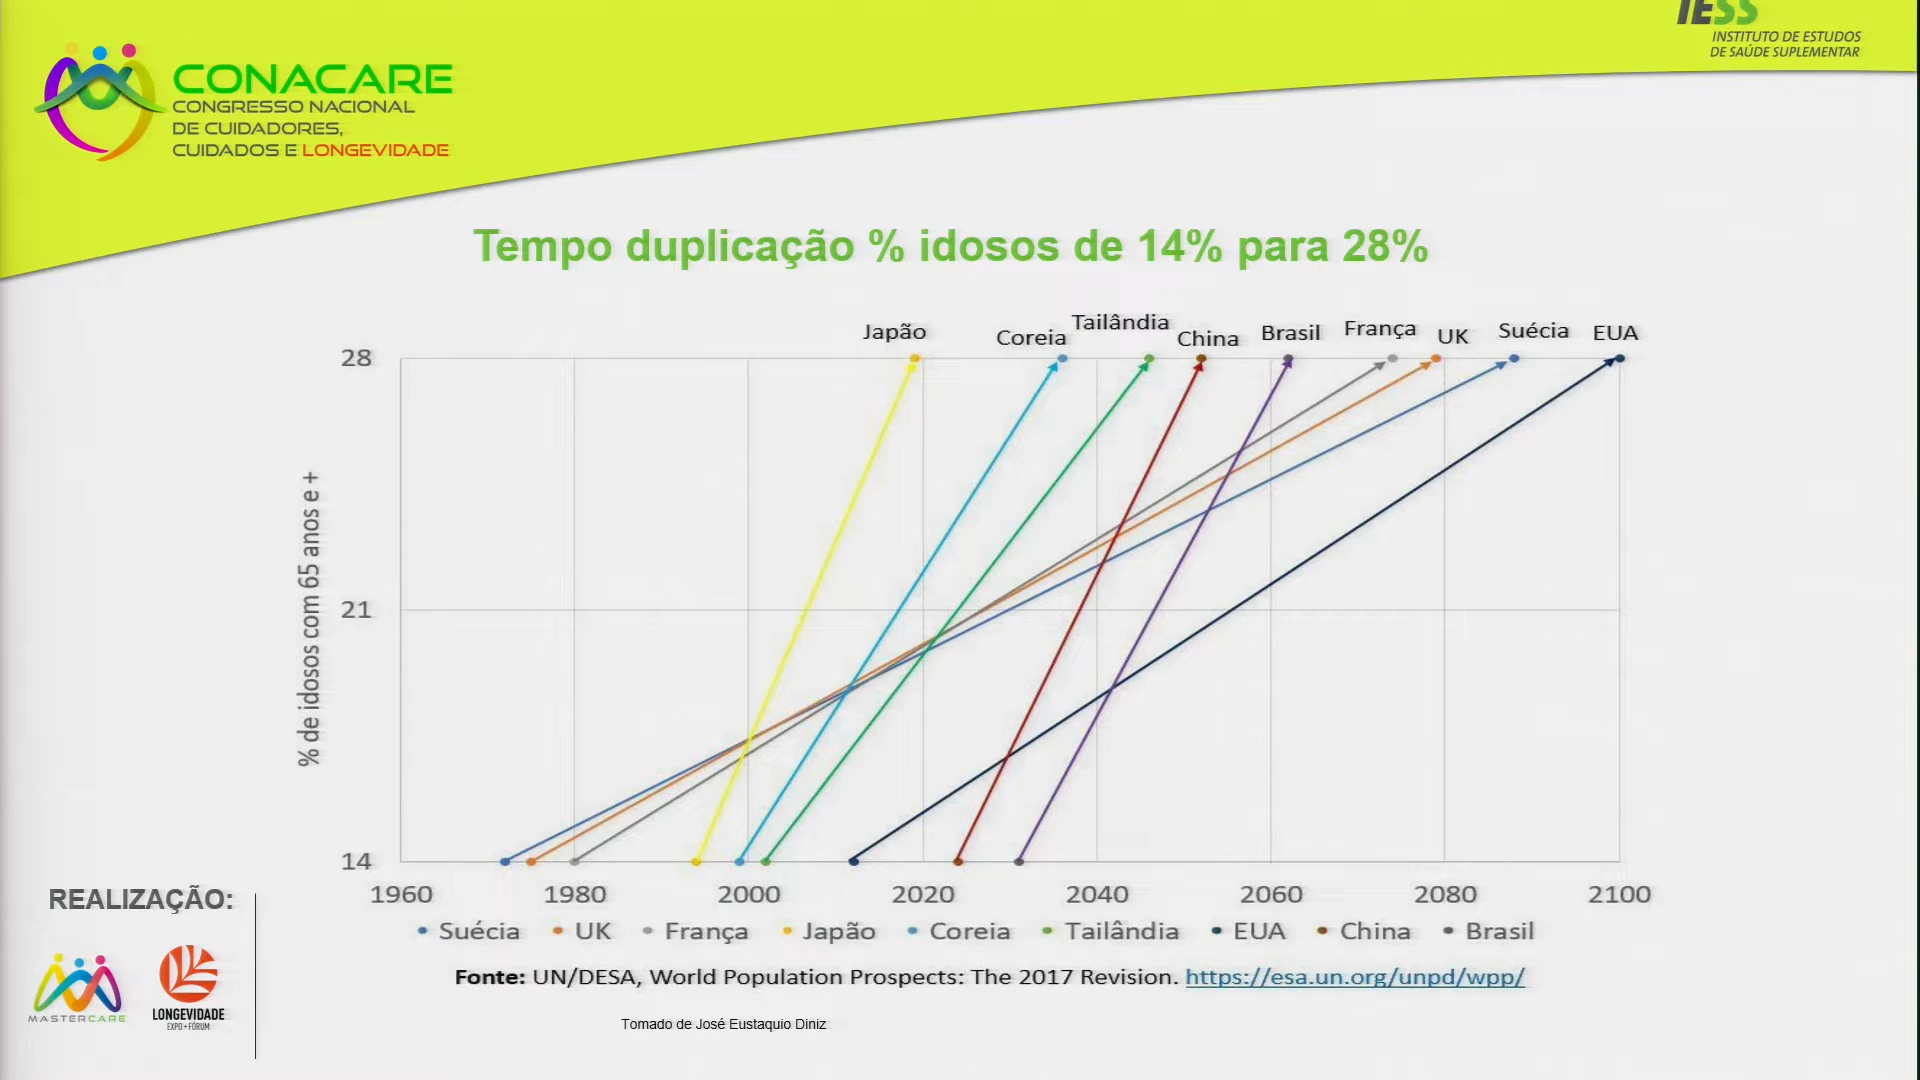 IESS
INSTITUTO DE ESTUDOS
DE SAÚDE SUPLEMENTAR
CONACARE
CONGRESSO NACIONAL
DE CUIDADORES,
CUIDADOS E LONGEVIDADE
Tempo duplicação % idosos de 14% para 28%
Japão Coreia Tailândia China Brasil França UK Suécia EUA
28
21
14
% de idosos com 65 anos e +
1960 1980 2000 2020 2040 2060 2080 2100
Suécia UK França Japão Coreia Tailândia EUA China Brasil
Fonte: UN/DESA, World Population Prospects: The 2017 Revision. https://esa.un.org/unpd/wpp/
Tomado de José Eustaquio Diniz
REALIZAÇÃO:
MASTERCARE
LONGEVIDADE
EXPO+FÓRUM